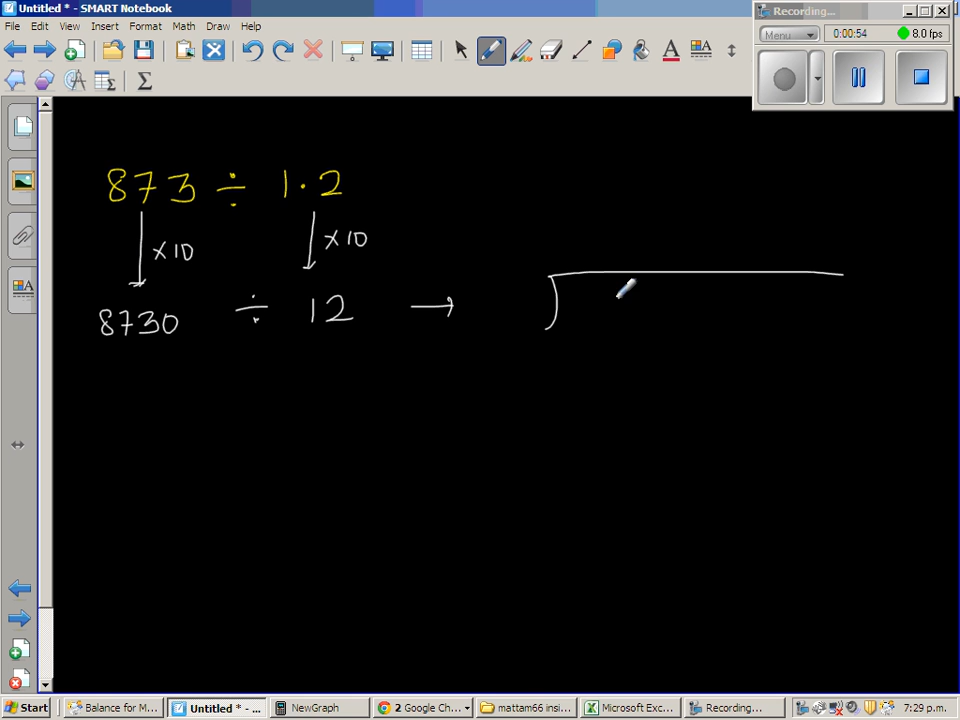 Untitled * - SMART Notebook
Recording...
File Edit View Insert Format Tools Math Draw Help
Menu 0:00:54 8.0 fps
Σ
873 ÷ 1.2
×10 ×10
8730 ÷ 12 →
Start Balance for M... Untitled * - ... NewGraph 2 Google Ch... mattam66 insi... Microsoft Exc... Recording... 7:29 p.m.